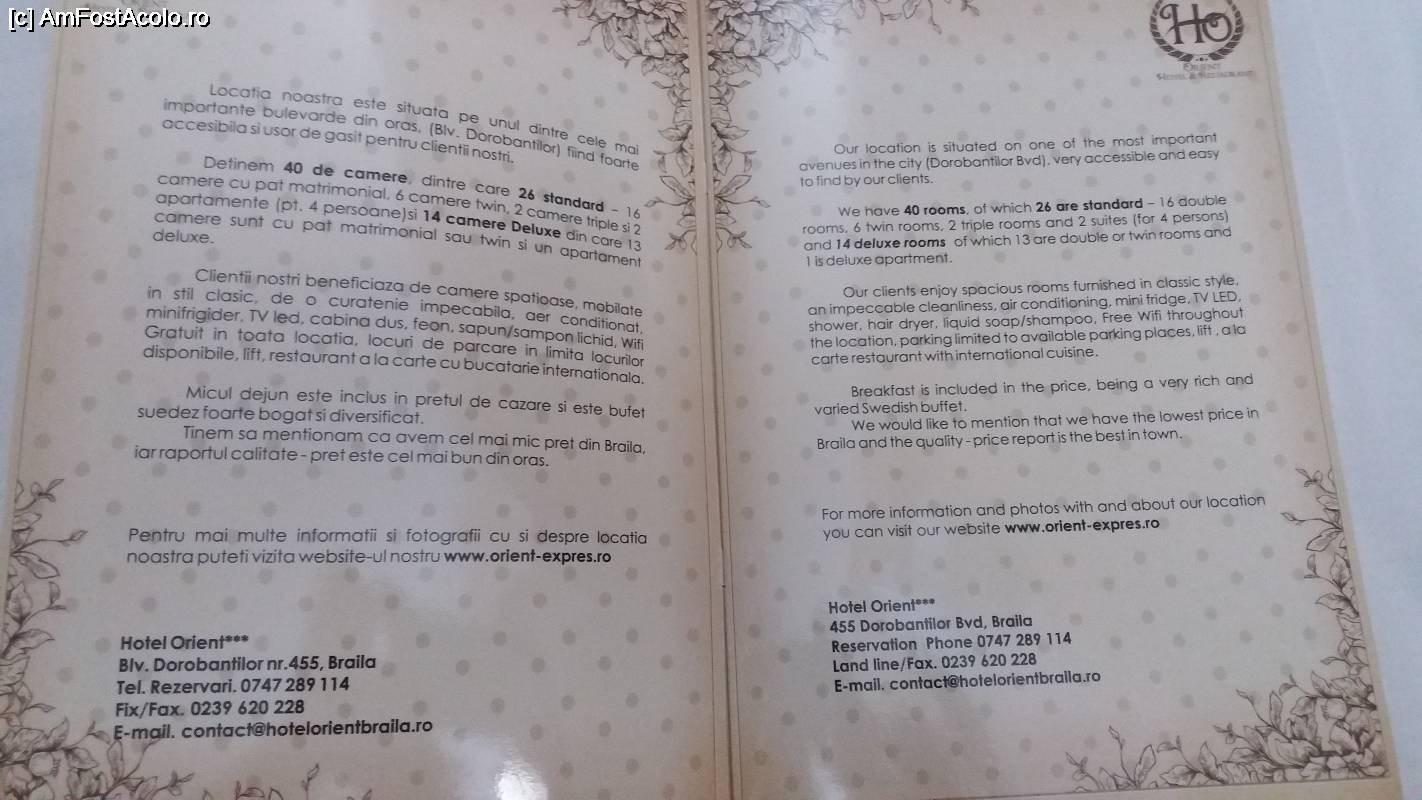 [c] AmFostAcolo.ro
Locatia noastra este situata pe unul dintre cele mai
importante bulevarde din oras, (Blv. Dorobantilor) fiind foarte
accesibila si usor de gasit pentru clientii nostri.
Detinem 40 de camere, dintre care 26 standard – 16
camere cu pat matrimonial, 6 camere twin, 2 camere triple si 2
apartamente (pt. 4 persoane)si 14 camere Deluxe din care 13
camere sunt cu pat matrimonial sau twin si un apartament
deluxe.
Clientii nostri beneficiaza de camere spatioase, mobilate
in stil clasic, de o curatenie impecabila, aer conditionat,
minifrigider, TV led, cabina dus, feon, sapun/sampon lichid, Wifi
Gratuit in toata locatia, locuri de parcare in limita locurilor
disponibile, lift, restaurant a la carte cu bucatarie internationala.
Micul dejun este inclus in pretul de cazare si este bufet
suedez foarte bogat si diversificat.
Tinem sa mentionam ca avem cel mai mic pret din Braila,
iar raportul calitate - pret este cel mai bun din oras.
Pentru mai multe informatii si fotografii cu si despre locatia
noastra puteti vizita website-ul nostru www.orient-expres.ro
Hotel Orient***
Blv. Dorobantilor nr.455, Braila
Tel. Rezervari. 0747 289 114
Fix/Fax. 0239 620 228
E-mail. contact@hotelorientbraila.ro
HO
ORIENT
HOTEL & RESTAURANT
Our location is situated on one of the most important
avenues in the city (Dorobantilor Bvd), very accessible and easy
to find by our clients.
We have 40 rooms, of which 26 are standard – 16 double
rooms, 6 twin rooms, 2 triple rooms and 2 suites (for 4 persons)
and 14 deluxe rooms of which 13 are double or twin rooms and
1 is deluxe apartment.
Our clients enjoy spacious rooms furnished in classic style,
an impeccable cleanliness, air conditioning, mini fridge, TV LED,
shower, hair dryer, liquid soap/shampoo, Free Wifi throughout
the location, parking limited to available parking places, lift , a la
carte restaurant with international cuisine.
Breakfast is included in the price, being a very rich and
varied Swedish buffet.
We would like to mention that we have the lowest price in
Braila and the quality - price report is the best in town.
For more information and photos with and about our location
you can visit our website www.orient-expres.ro
Hotel Orient***
455 Dorobantilor Bvd, Braila
Reservation Phone 0747 289 114
Land line/Fax. 0239 620 228
E-mail. contact@hotelorientbraila.ro